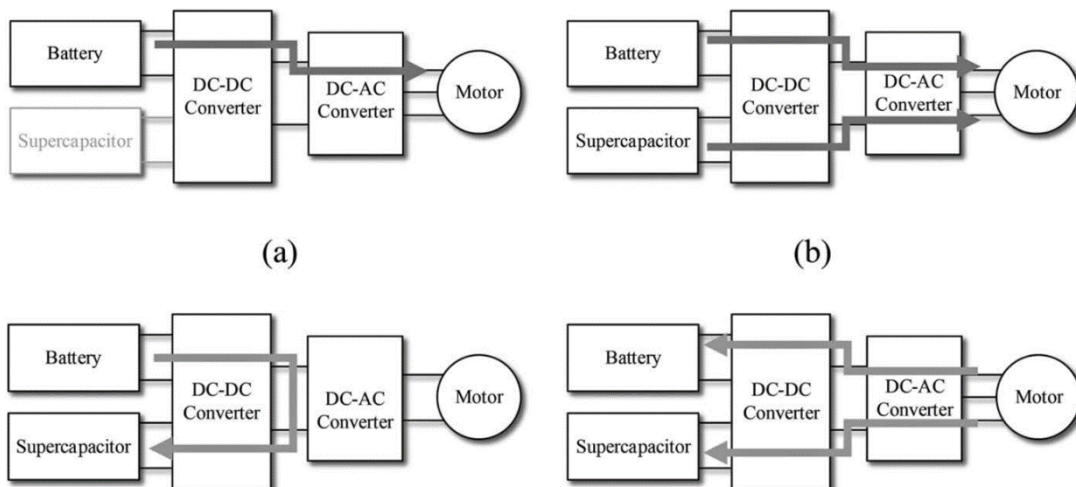 Battery
Supercapacitor
DC-DC
Converter
DC-AC
Converter
Motor
(a)
Battery
Supercapacitor
DC-DC
Converter
DC-AC
Converter
Motor
(b)
Battery
Supercapacitor
DC-DC
Converter
DC-AC
Converter
Motor
Battery
Supercapacitor
DC-DC
Converter
DC-AC
Converter
Motor